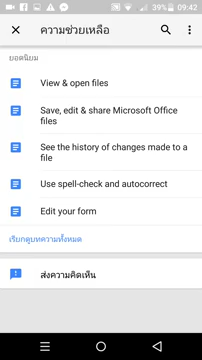 39% 09:42
ความช่วยเหลือ
ยอดนิยม
View & open files
Save, edit & share Microsoft Office
files
See the history of changes made to a
file
Use spell-check and autocorrect
Edit your form
เรียกดูบทความทั้งหมด
ส่งความคิดเห็น